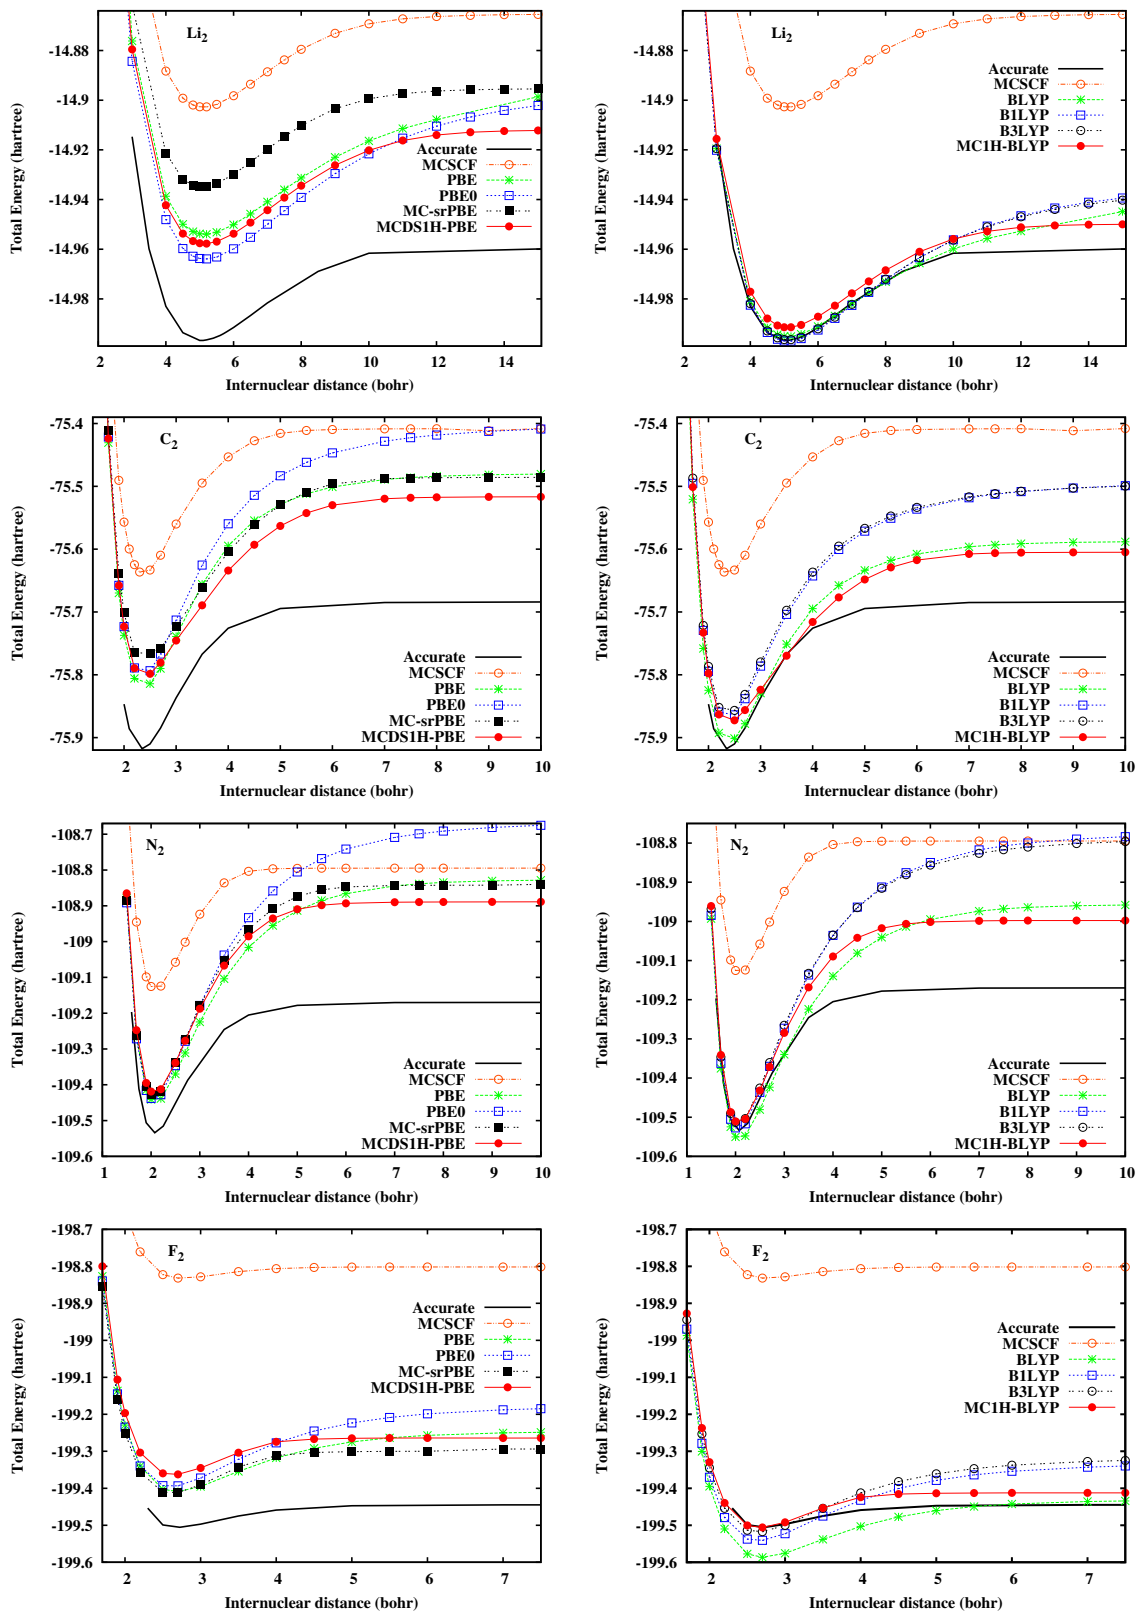 Li2
-14.88
-14.9
-14.92
-14.94
-14.96
-14.98
Total Energy (hartree)
Accurate
MCSCF
PBE
PBE0
MC-srPBE
MCDS1H-PBE
2 4 6 8 10 12 14
Internuclear distance (bohr)
Li2
-14.88
-14.9
-14.92
-14.94
-14.96
-14.98
Total Energy (hartree)
Accurate
MCSCF
BLYP
B1LYP
B3LYP
MC1H-BLYP
2 4 6 8 10 12 14
Internuclear distance (bohr)
C2
-75.4
-75.5
-75.6
-75.7
-75.8
-75.9
Total Energy (hartree)
Accurate
MCSCF
PBE
PBE0
MC-srPBE
MCDS1H-PBE
2 3 4 5 6 7 8 9 10
Internuclear distance (bohr)
C2
-75.4
-75.5
-75.6
-75.7
-75.8
-75.9
Total Energy (hartree)
Accurate
MCSCF
BLYP
B1LYP
B3LYP
MC1H-BLYP
2 3 4 5 6 7 8 9 10
Internuclear distance (bohr)
N2
-108.7
-108.8
-108.9
-109
-109.1
-109.2
-109.3
-109.4
-109.5
-109.6
Total Energy (hartree)
Accurate
MCSCF
PBE
PBE0
MC-srPBE
MCDS1H-PBE
1 2 3 4 5 6 7 8 9 10
Internuclear distance (bohr)
N2
-108.8
-108.9
-109
-109.1
-109.2
-109.3
-109.4
-109.5
-109.6
Total Energy (hartree)
Accurate
MCSCF
BLYP
B1LYP
B3LYP
MC1H-BLYP
1 2 3 4 5 6 7 8 9 10
Internuclear distance (bohr)
F2
-198.7
-198.8
-198.9
-199
-199.1
-199.2
-199.3
-199.4
-199.5
-199.6
Total Energy (hartree)
Accurate
MCSCF
PBE
PBE0
MC-srPBE
MCDS1H-PBE
2 3 4 5 6 7
Internuclear distance (bohr)
F2
-198.7
-198.8
-198.9
-199
-199.1
-199.2
-199.3
-199.4
-199.5
-199.6
Total Energy (hartree)
Accurate
MCSCF
BLYP
B1LYP
B3LYP
MC1H-BLYP
2 3 4 5 6 7
Internuclear distance (bohr)